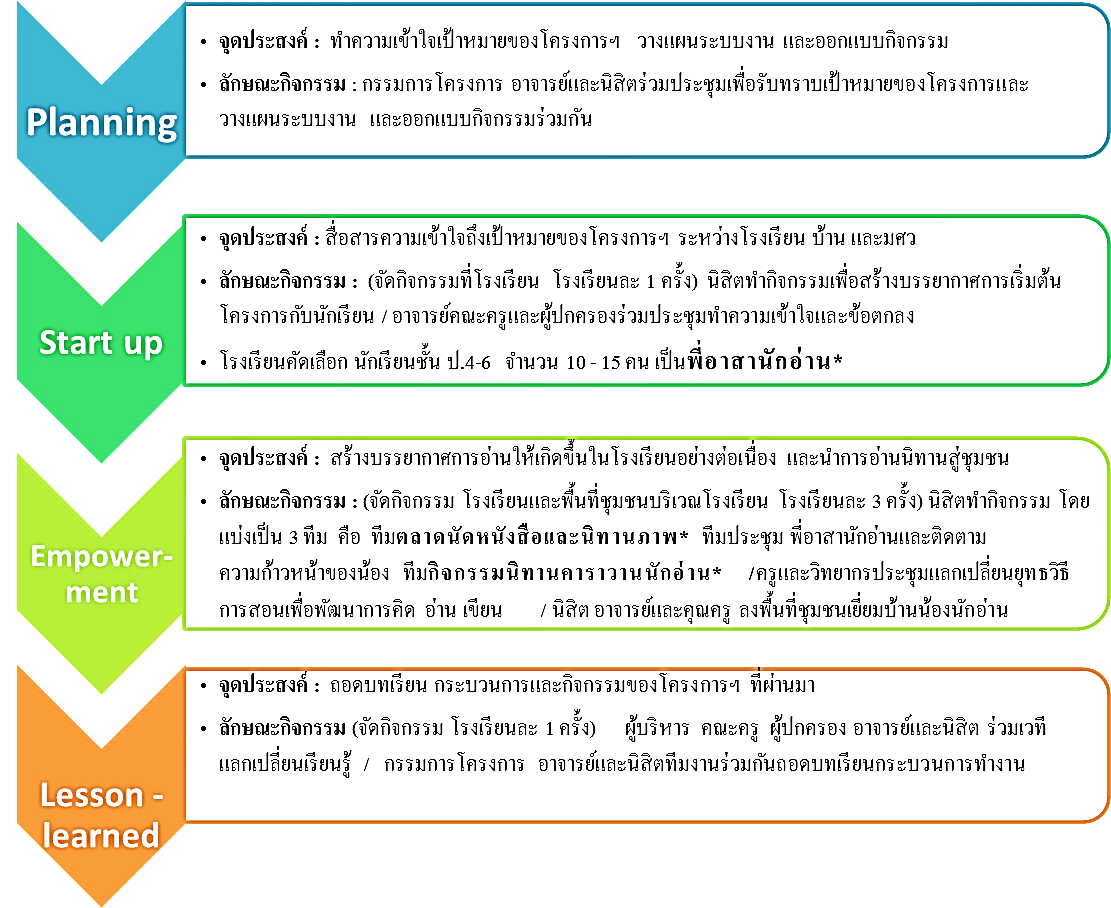 Planning
• จุดประสงค์ : ทำความเข้าใจเป้าหมายของโครงการฯ วางแผนระบบงาน และออกแบบกิจกรรม
• ลักษณะกิจกรรม : กรรมการโครงการ อาจารย์และนิสิตร่วมประชุมเพื่อรับทราบเป้าหมายของโครงการและ
วางแผนระบบงาน และออกแบบกิจกรรมร่วมกัน
Start up
• จุดประสงค์ : สื่อสารความเข้าใจถึงเป้าหมายของโครงการฯ ระหว่างโรงเรียน บ้าน และมศว
• ลักษณะกิจกรรม : (จัดกิจกรรมที่โรงเรียน โรงเรียนละ 1 ครั้ง) นิสิตทำกิจกรรมเพื่อสร้างบรรยากาศการเริ่มต้น
โครงการกับนักเรียน / อาจารย์คณะครูและผู้ปกครองร่วมประชุมทำความเข้าใจและข้อตกลง
• โรงเรียนคัดเลือก นักเรียนชั้น ป.4-6 จำนวน 10 - 15 คน เป็นพี่อาสานักอ่าน*
Empower-
ment
• จุดประสงค์ : สร้างบรรยากาศการอ่านให้เกิดขึ้นในโรงเรียนอย่างต่อเนื่อง และนำการอ่านนิทานสู่ชุมชน
• ลักษณะกิจกรรม : (จัดกิจกรรม โรงเรียนและพื้นที่ชุมชนบริเวณโรงเรียน โรงเรียนละ 3 ครั้ง) นิสิตทำกิจกรรม โดย
แบ่งเป็น 3 ทีม คือ ทีมตลาดนัดหนังสือและนิทานภาพ* ทีมประชุม พี่อาสานักอ่านและติดตาม
ความก้าวหน้าของน้อง ทีมกิจกรรมนิทานคาราวานนักอ่าน* /ครูและวิทยากรประชุมแลกเปลี่ยนยุทธวิธี
การสอนเพื่อพัฒนาการคิด อ่าน เขียน / นิสิต อาจารย์และคุณครู ลงพื้นที่ชุมชนเยี่ยมบ้านน้องนักอ่าน
Lesson -
learned
• จุดประสงค์ : ถอดบทเรียน กระบวนการและกิจกรรมของโครงการฯ ที่ผ่านมา
• ลักษณะกิจกรรม (จัดกิจกรรม โรงเรียนละ 1 ครั้ง) ผู้บริหาร คณะครู ผู้ปกครอง อาจารย์และนิสิต ร่วมเวที
แลกเปลี่ยนเรียนรู้ / กรรมการโครงการ อาจารย์และนิสิตทีมงานร่วมกันถอดบทเรียนกระบวนการทำงาน